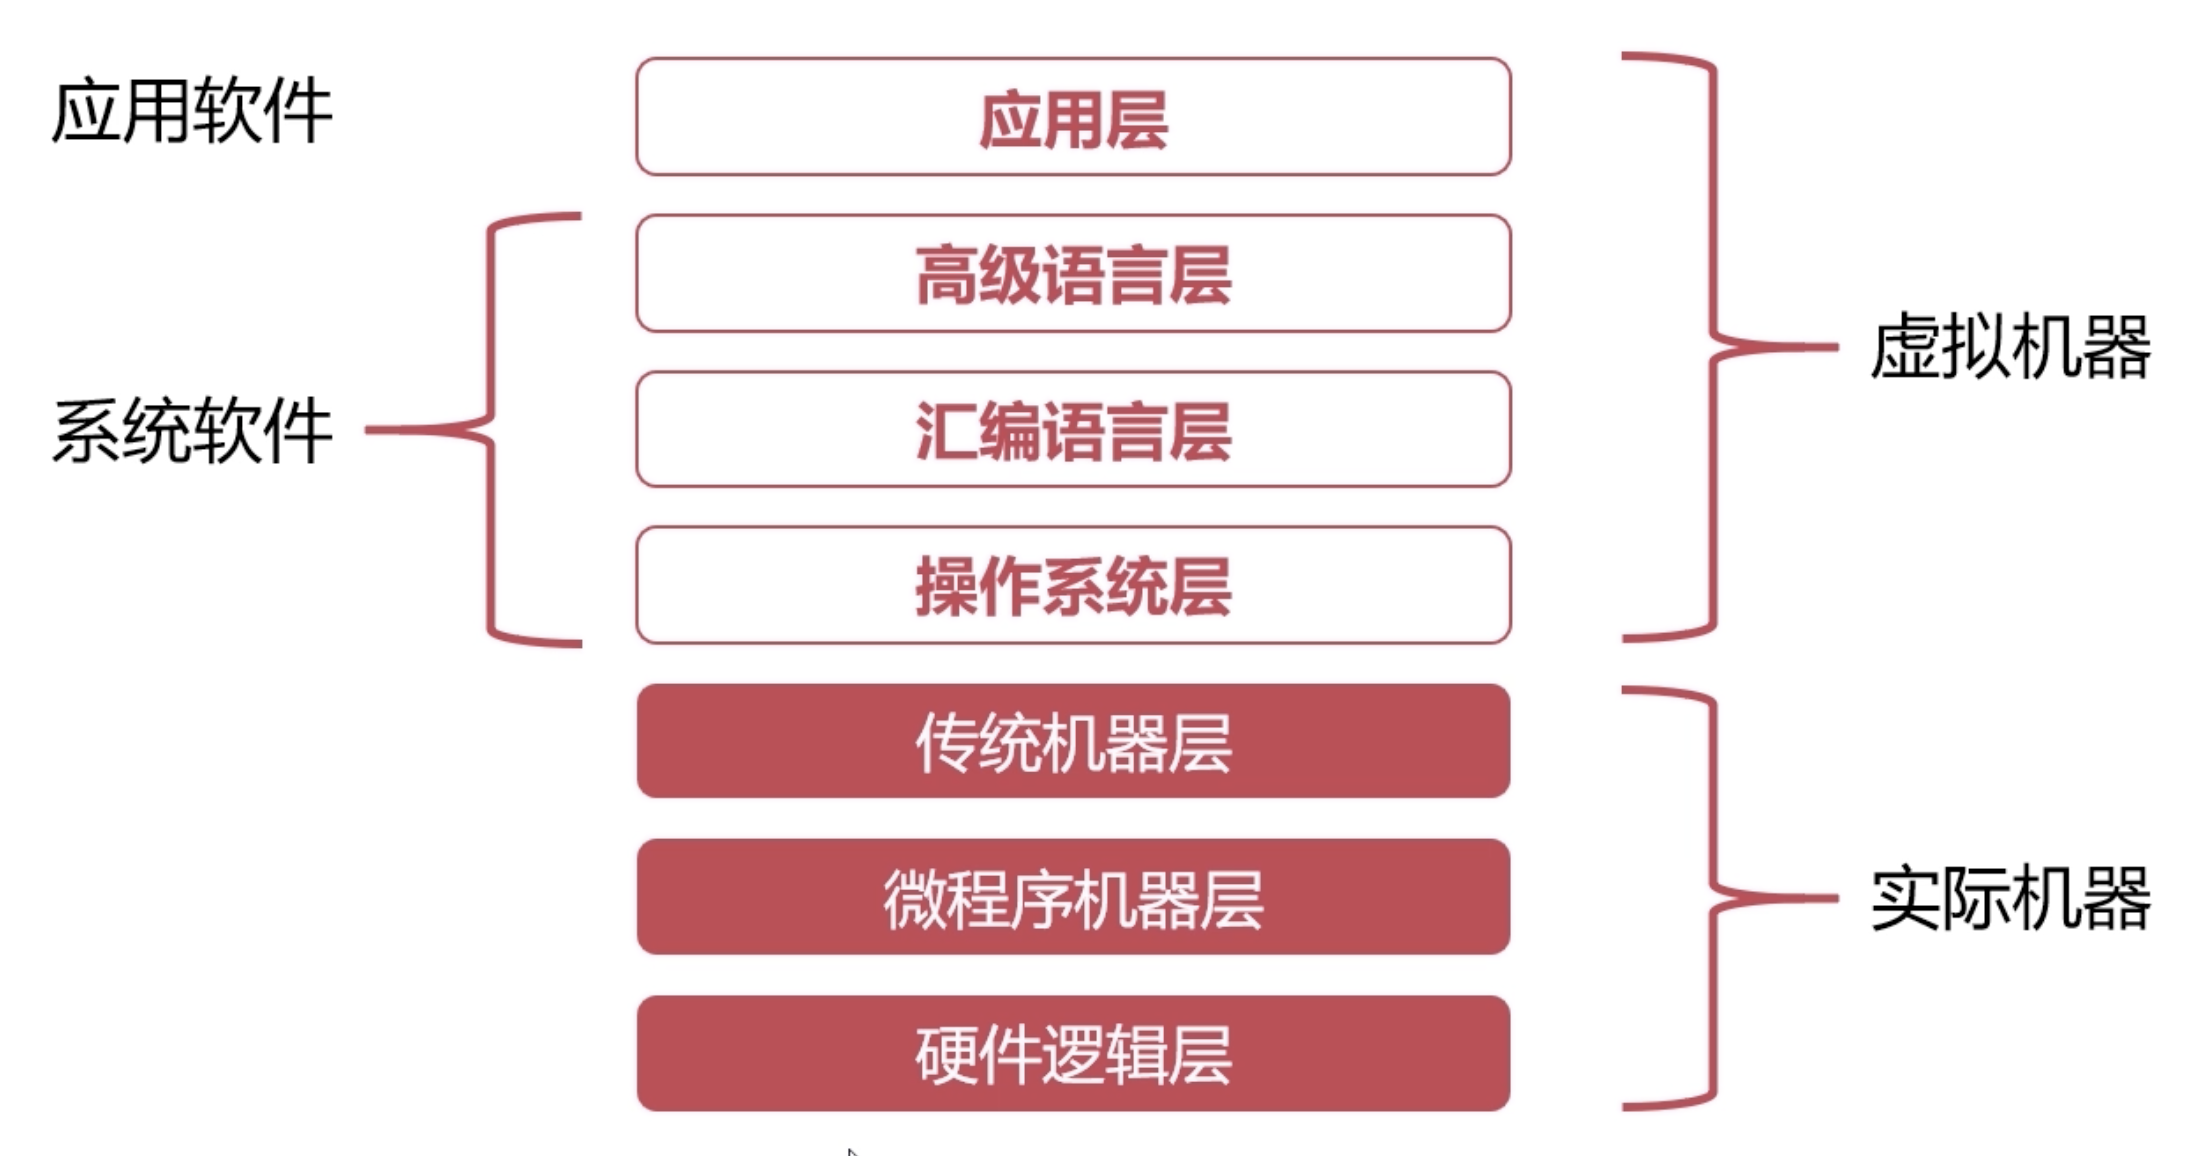 应用软件
应用层
高级语言层
虚拟机器
系统软件
汇编语言层
操作系统层
传统机器层
微程序机器层
实际机器
硬件逻辑层